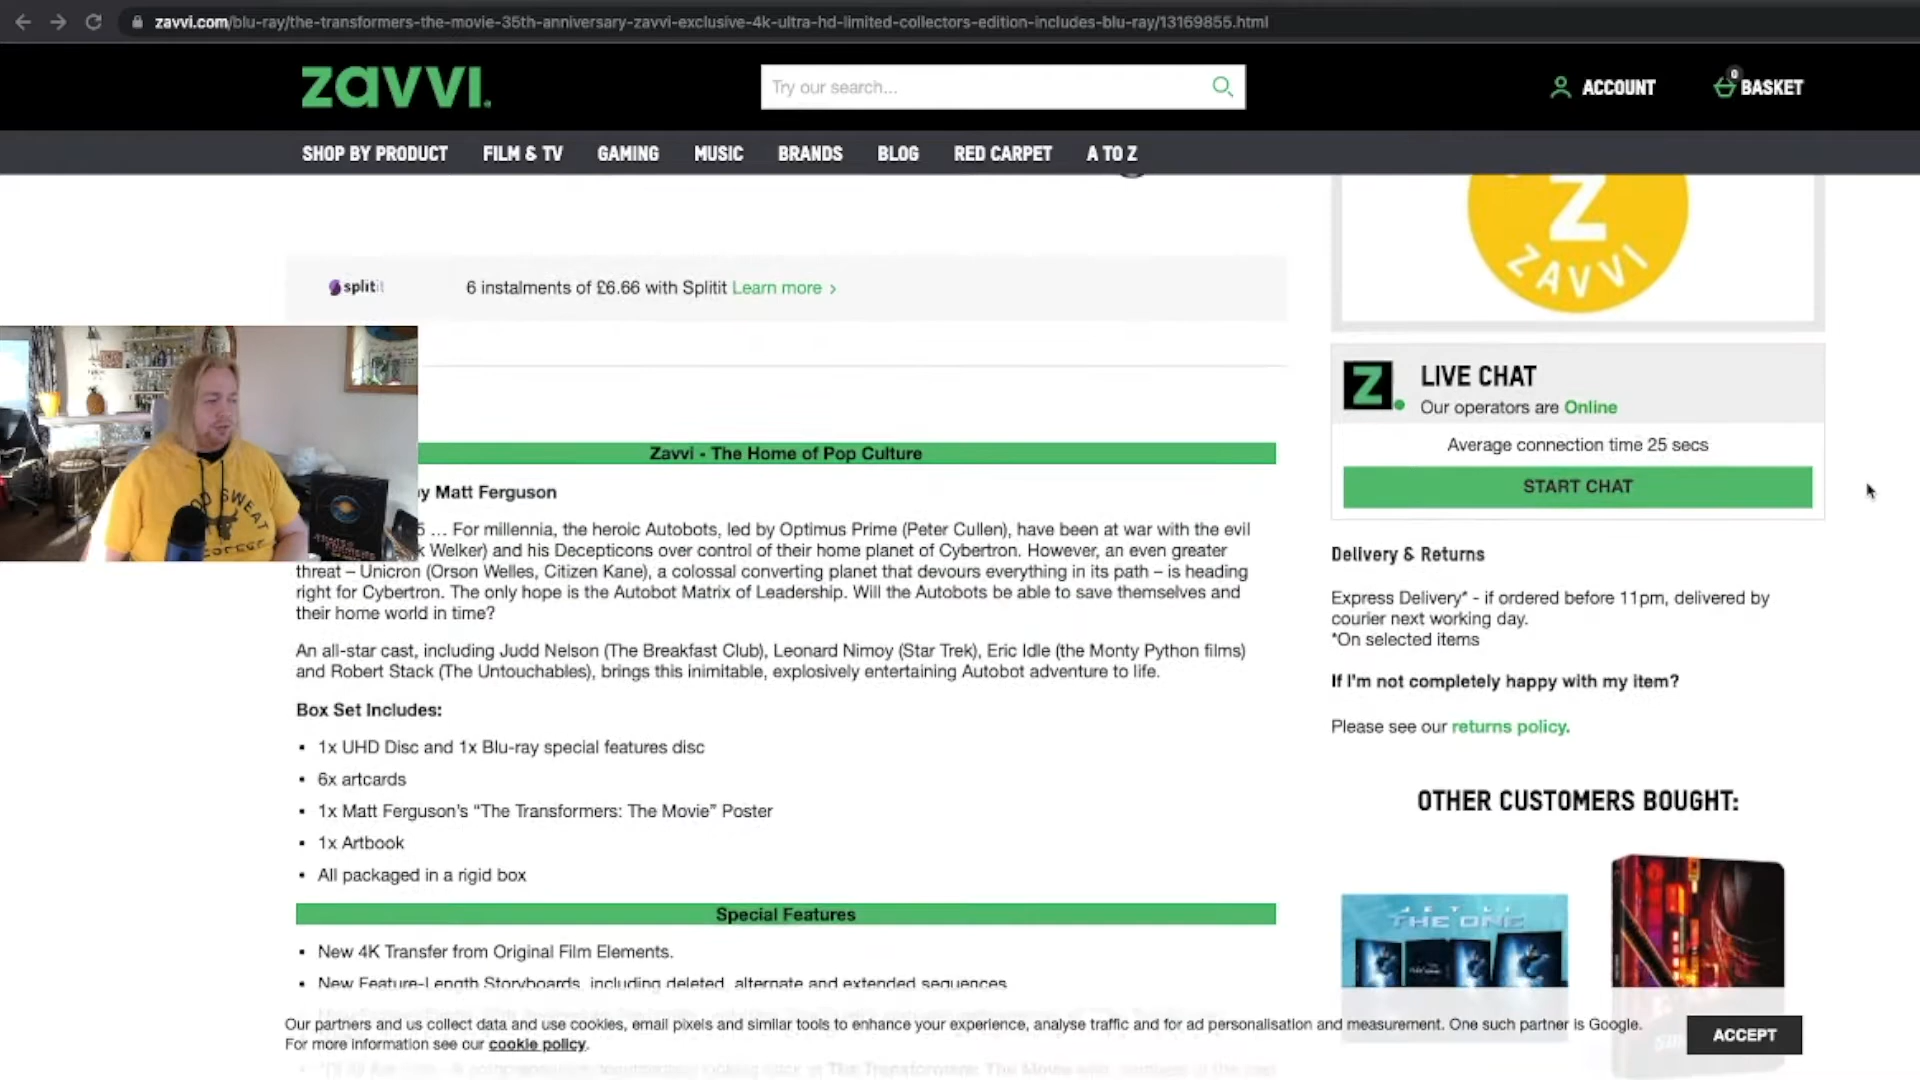 zavvi.com/blu-ray/the-transformers-the-movie-35th-anniversary-zavvi-exclusive-4k-ultra-hd-limited-collectors-edition-includes-blu-ray/13169855.html
zavvi.
Try our search...
ACCOUNT
0
BASKET
SHOP BY PRODUCT
FILM & TV
GAMING
MUSIC
BRANDS
BLOG
RED CARPET
A TO Z
Z
ZAVVI
splitit
6 instalments of £6.66 with Splitit Learn more >
Z
LIVE CHAT
Our operators are Online
Average connection time 25 secs
START CHAT
Zavvi - The Home of Pop Culture
y Matt Ferguson
… For millennia, the heroic Autobots, led by Optimus Prime (Peter Cullen), have been at war with the evil
k Welker) and his Decepticons over control of their home planet of Cybertron. However, an even greater
threat – Unicron (Orson Welles, Citizen Kane), a colossal converting planet that devours everything in its path – is heading
right for Cybertron. The only hope is the Autobot Matrix of Leadership. Will the Autobots be able to save themselves and
their home world in time?
An all-star cast, including Judd Nelson (The Breakfast Club), Leonard Nimoy (Star Trek), Eric Idle (the Monty Python films)
and Robert Stack (The Untouchables), brings this inimitable, explosively entertaining Autobot adventure to life.
Box Set Includes:
• 1x UHD Disc and 1x Blu-ray special features disc
• 6x artcards
• 1x Matt Ferguson's “The Transformers: The Movie” Poster
• 1x Artbook
• All packaged in a rigid box
Special Features
• New 4K Transfer from Original Film Elements.
• New Feature-Length Storyboards, including deleted, alternate and extended sequences
Delivery & Returns
Express Delivery* - if ordered before 11pm, delivered by
courier next working day.
*On selected items
If I'm not completely happy with my item?
Please see our returns policy.
OTHER CUSTOMERS BOUGHT:
JET LI
THE ONE
SWEAT
Our partners and us collect data and use cookies, email pixels and similar tools to enhance your experience, analyse traffic and for ad personalisation and measurement. One such partner is Google.
For more information see our cookie policy.
ACCEPT